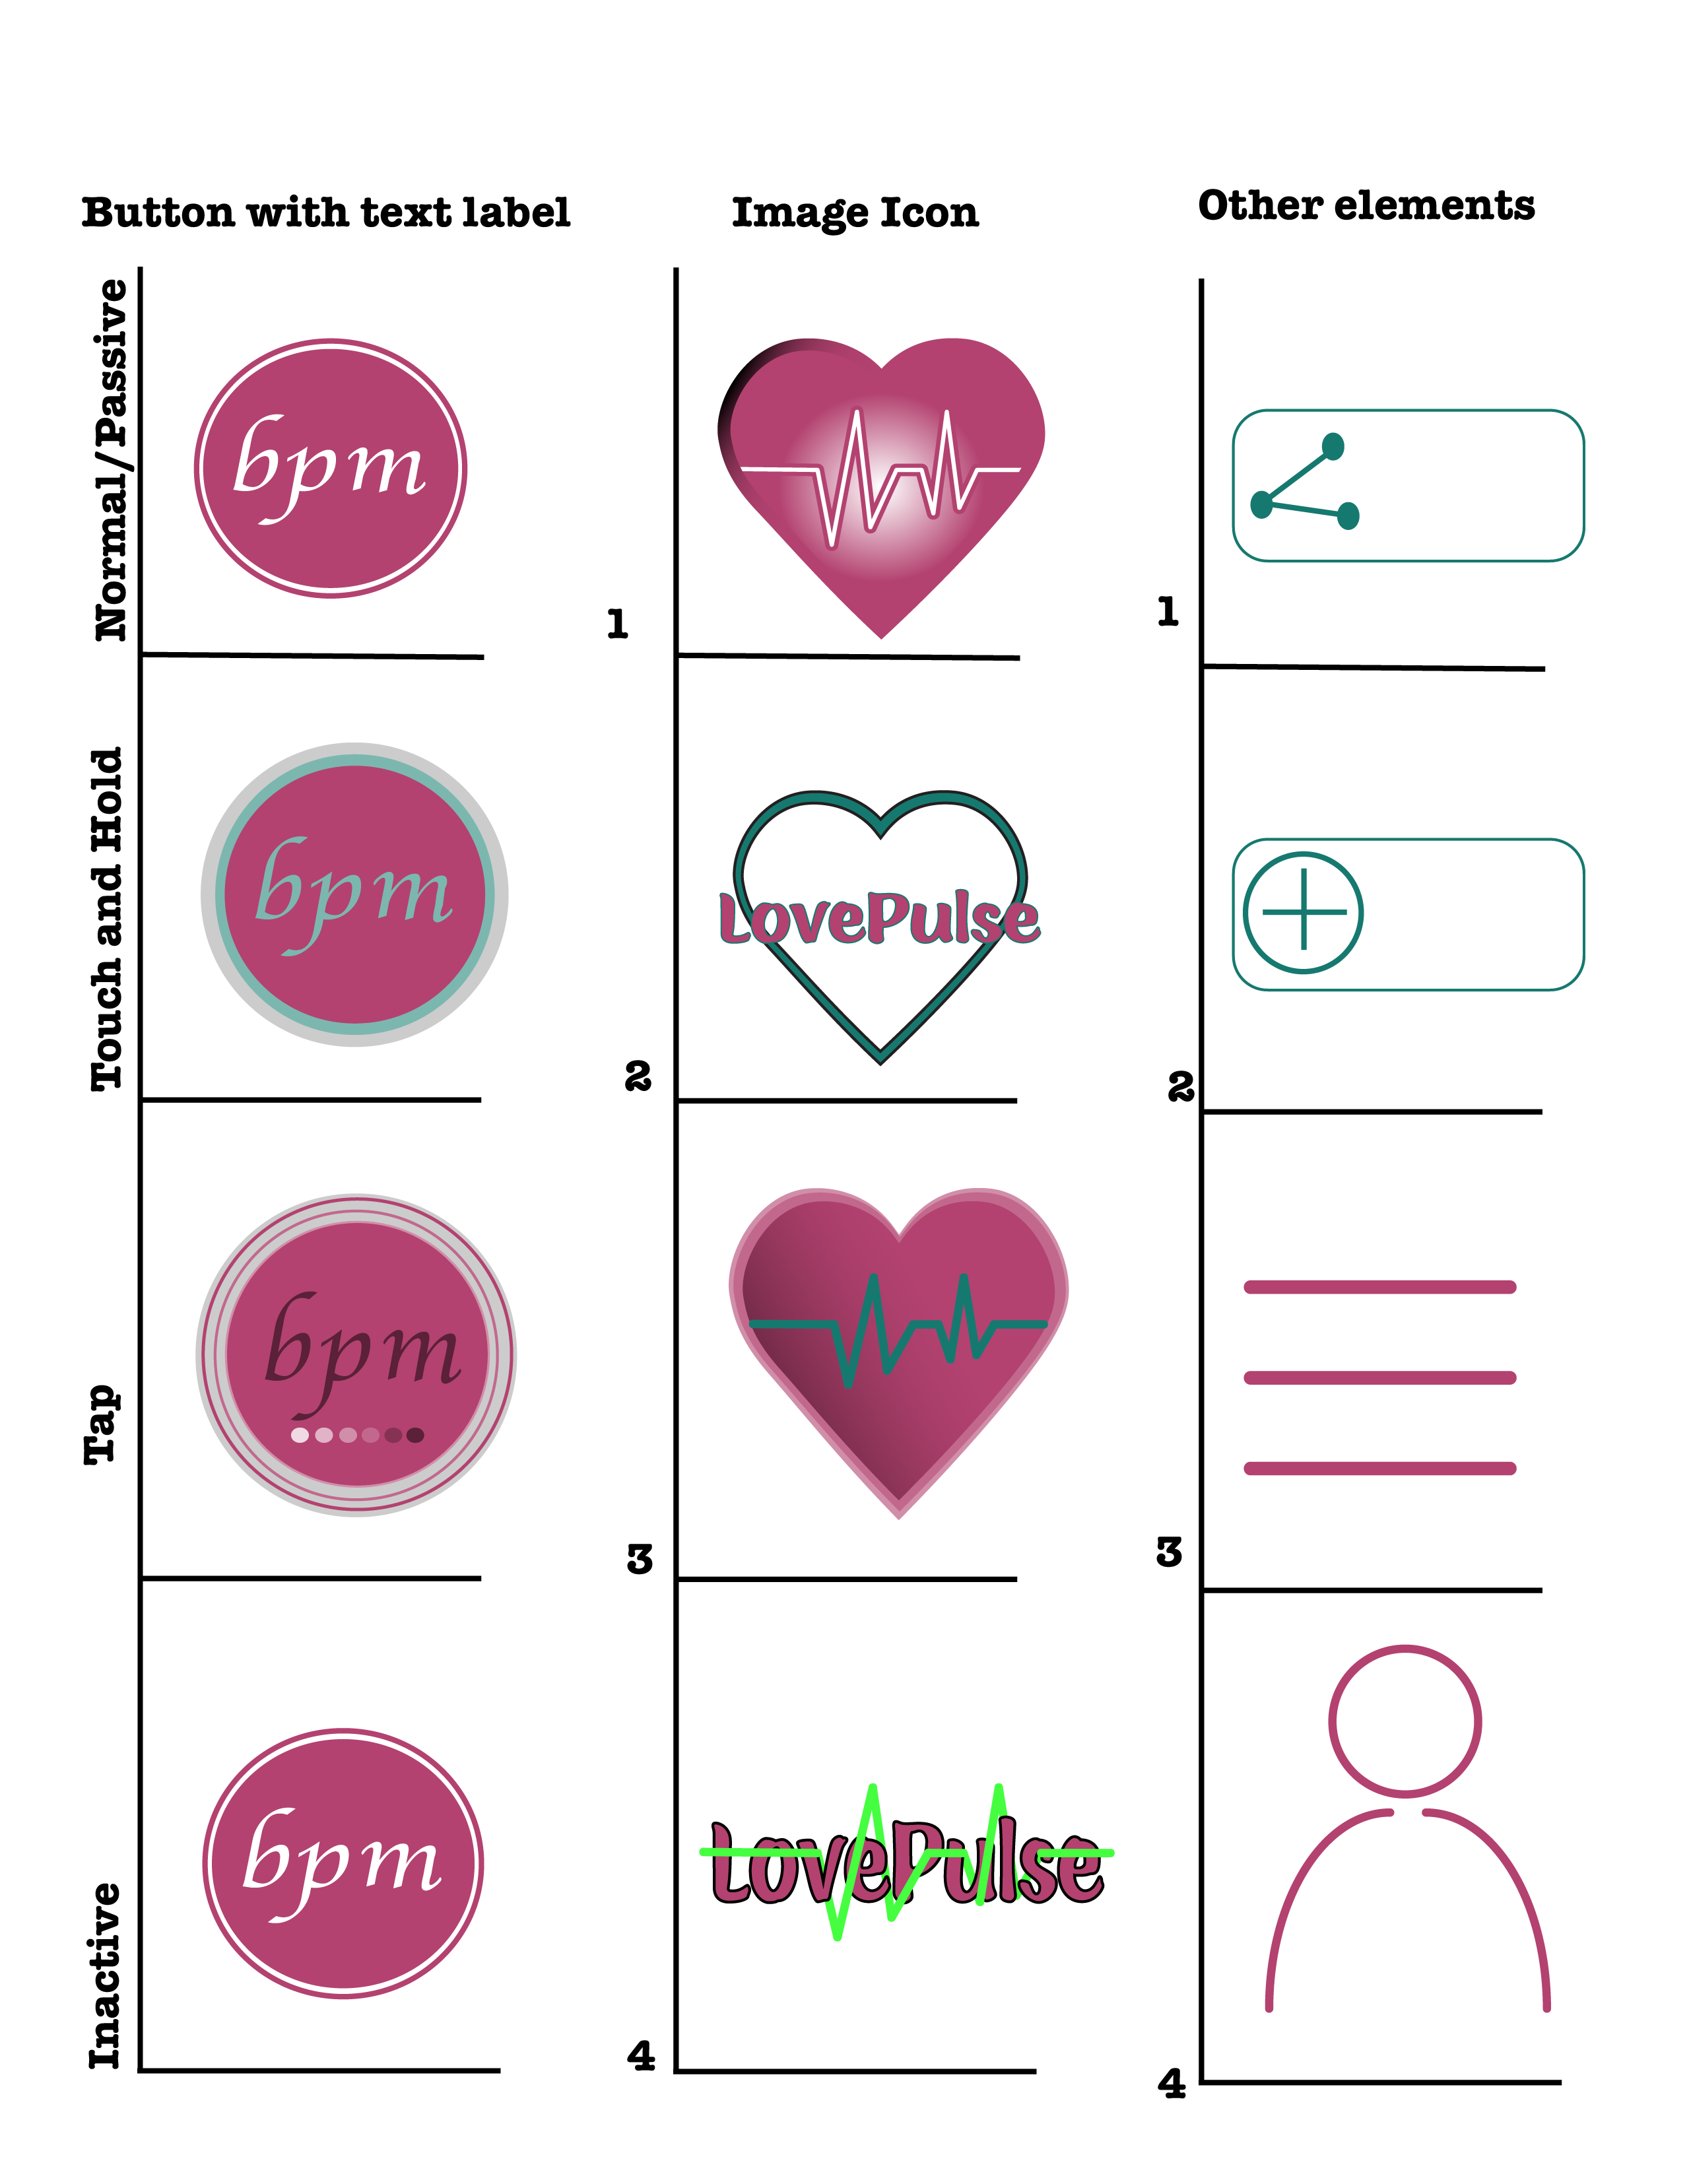 Button with text label
Image Icon
Other elements
Normal/Passive
bpm
1
1
Touch and Hold
bpm
LovePulse
2
2
Tap
bpm
3
3
Inactive
bpm
LovePulse
4
4